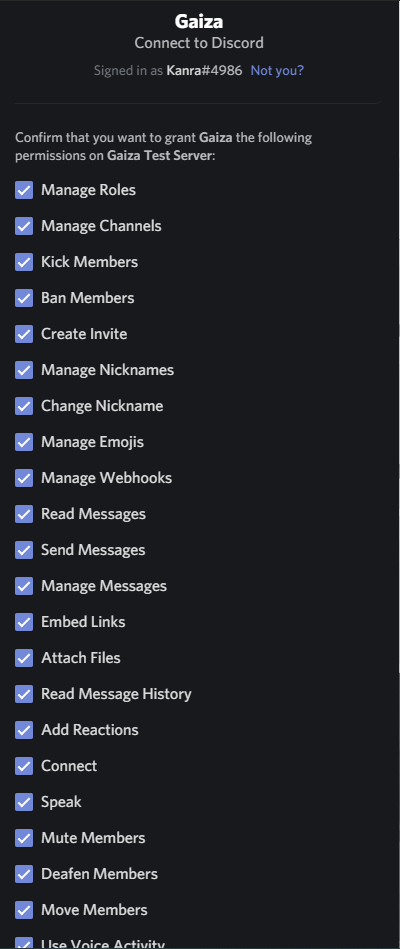 Gaiza
Connect to Discord
Signed in as Kanra#4986 Not you?
Confirm that you want to grant Gaiza the following
permissions on Gaiza Test Server:
Manage Roles
Manage Channels
Kick Members
Ban Members
Create Invite
Manage Nicknames
Change Nickname
Manage Emojis
Manage Webhooks
Read Messages
Send Messages
Manage Messages
Embed Links
Attach Files
Read Message History
Add Reactions
Connect
Speak
Mute Members
Deafen Members
Move Members
Use Voice Activity